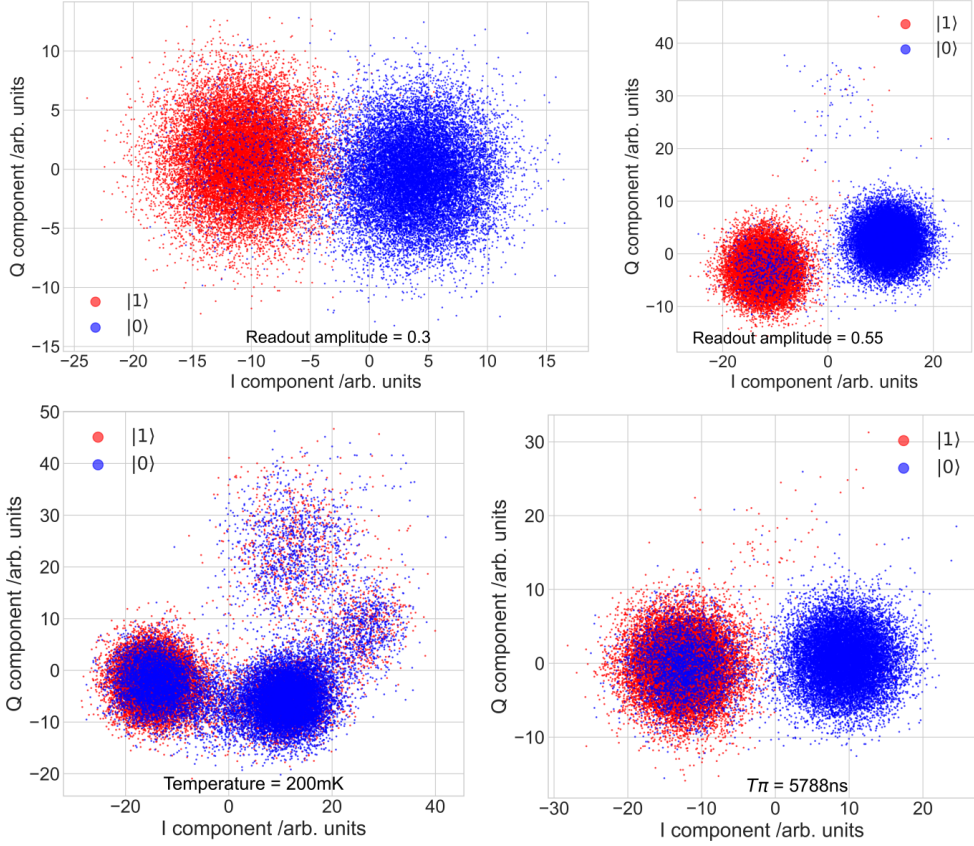 10
5
0
−5
−10
−15
Q component /arb. units
|1⟩
|0⟩
Readout amplitude = 0.3
−25 −20 −15 −10 −5 0 5 10 15
I component /arb. units
40
30
20
10
0
−10
Q component /arb. units
|1⟩
|0⟩
Readout amplitude = 0.55
−20 0 20
I component /arb. units
50
40
30
20
10
0
−10
−20
Q component /arb. units
|1⟩
|0⟩
Temperature = 200mK
−20 0 20 40
I component /arb. units
30
20
10
0
−10
Q component /arb. units
|1⟩
|0⟩
Tπ = 5788ns
−30 −20 −10 0 10 20
I component /arb. units